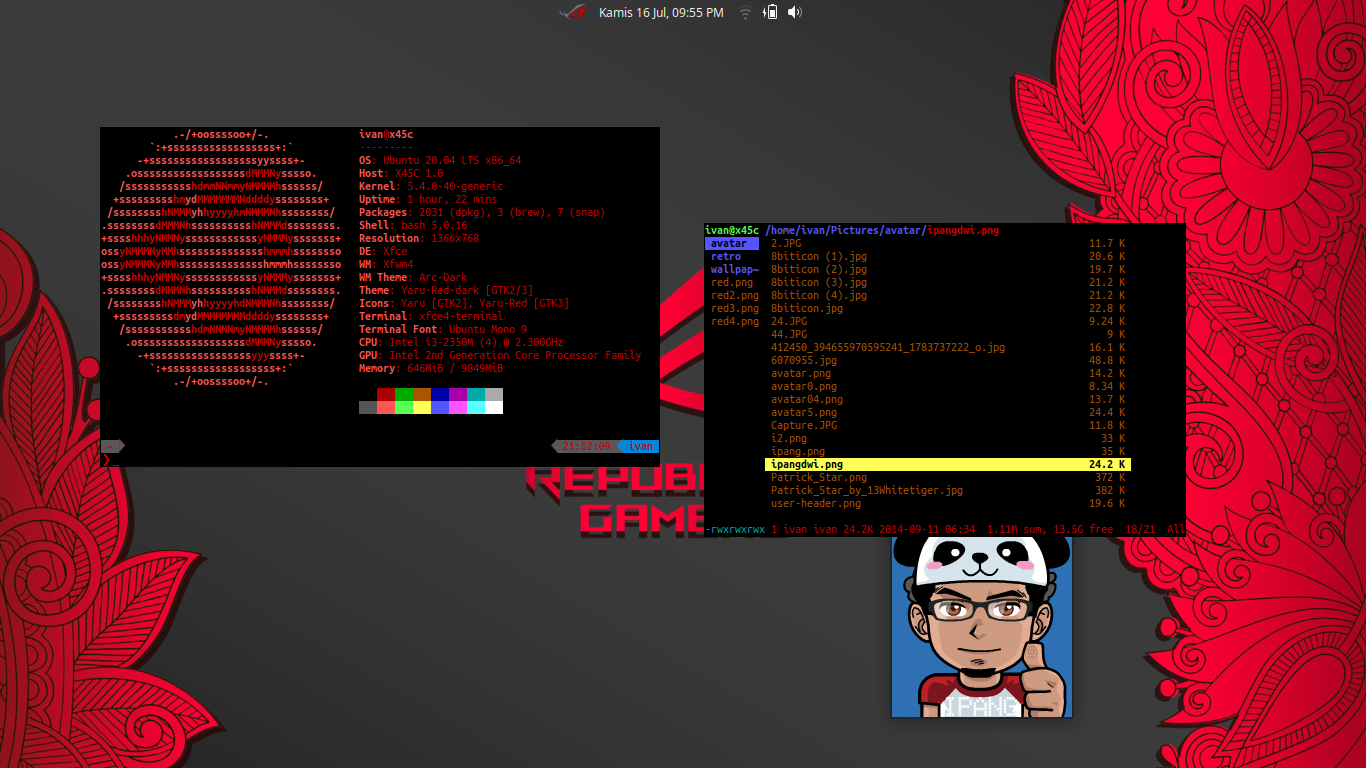 Kamis 16 Jul, 09:55 PM
.-/+oossssoo+/-.
`:+ssssssssssssssssss+:`
-+ssssssssssssssssssyyssss+-
.ossssssssssssssssssdMMMNysssso.
/ssssssssssshdmmNNmmyNMMMMhssssss/
+ssssssssshmydMMMMMMMNddddyssssssss+
/sssssssshNMMMyhhyyyyhmNMMMNhssssssss/
.ssssssssdMMMNhsssssssssshNMMMdssssssss.
+sssshhhyNMMNyssssssssssssyNMMMysssssss+
ossyNMMMNyMMhsssssssssssssshmmmhssssssso
ossyNMMMNyMMhsssssssssssssshmmmhssssssso
+sssshhhyNMMNyssssssssssssyNMMMysssssss+
.ssssssssdMMMNhsssssssssshNMMMdssssssss.
/sssssssshNMMMyhhyyyyhdNMMMNhssssssss/
+sssssssssdmydMMMMMMMMddddyssssssss+
/ssssssssssshdmNNNNmyNMMMMhssssss/
.ossssssssssssssssssdMMMNysssso.
-+sssssssssssssssssyyyssss+-
`:+ssssssssssssssssss+:`
.-/+oossssoo+/-.
ivan@x45c
---------
OS: Ubuntu 20.04 LTS x86_64
Host: X45C 1.0
Kernel: 5.4.0-40-generic
Uptime: 1 hour, 22 mins
Packages: 2031 (dpkg), 3 (brew), 7 (snap)
Shell: bash 5.0.16
Resolution: 1366x768
DE: Xfce
WM: Xfwm4
WM Theme: Arc-Dark
Theme: Yaru-Red-dark [GTK2/3]
Icons: Yaru [GTK2], Yaru-Red [GTK3]
Terminal: xfce4-terminal
Terminal Font: Ubuntu Mono 9
CPU: Intel i3-2350M (4) @ 2.300GHz
GPU: Intel 2nd Generation Core Processor Family
Memory: 646MiB / 9849MiB
~ 21:52:09 ivan
❯_
ivan@x45c /home/ivan/Pictures/avatar/ipangdwi.png
avatar 2.JPG 11.7 K
retro 8biticon (1).jpg 20.6 K
wallpap~ 8biticon (2).jpg 19.7 K
red.png 8biticon (3).jpg 21.2 K
red2.png 8biticon (4).jpg 21.2 K
red3.png 8biticon.jpg 22.8 K
red4.png 24.JPG 9.24 K
44.JPG 9 K
412450_394655970595241_1783737222_o.jpg 16.1 K
6070955.jpg 48.8 K
avatar.png 14.2 K
avatar0.png 8.34 K
avatar04.png 13.7 K
avatar5.png 24.4 K
Capture.JPG 11.8 K
i2.png 33 K
ipang.png 35 K
ipangdwi.png 24.2 K
Patrick_Star.png 372 K
Patrick_Star_by_13Whitetiger.jpg 382 K
user-header.png 19.6 K
-rwxrwxrwx 1 ivan ivan 24.2K 2014-09-11 06:34 1.11M sum, 13.5G free 18/21 All
REPUB
GAME
IPANG